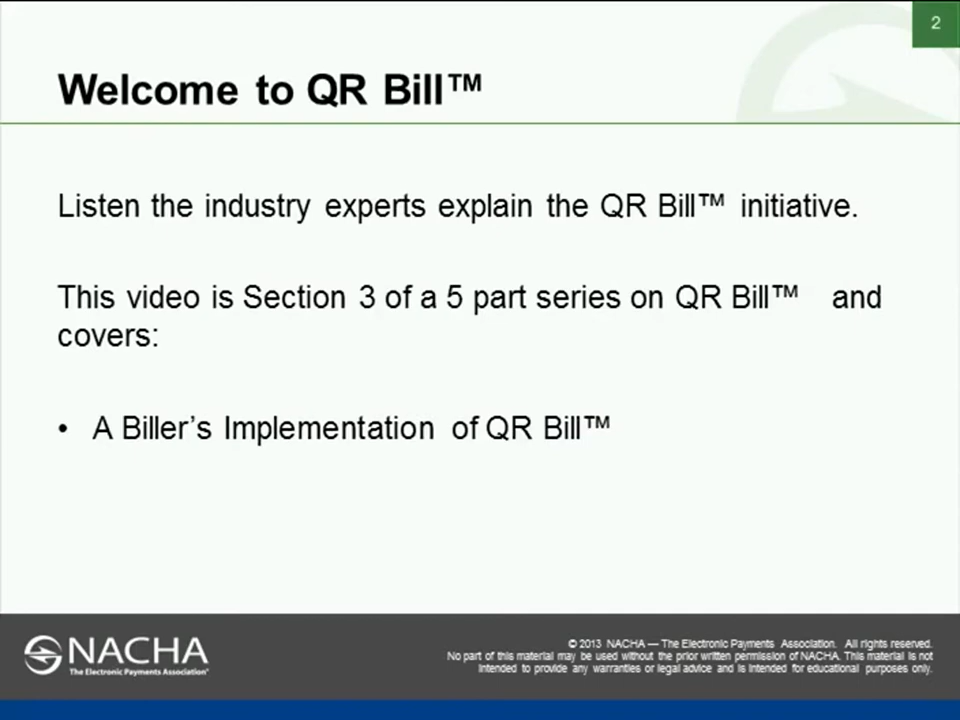 2
Welcome to QR Bill™
Listen the industry experts explain the QR Bill™ initiative.
This video is Section 3 of a 5 part series on QR Bill™ and
covers:
• A Biller's Implementation of QR Bill™
NACHA
The Electronic Payments Association®
© 2013 NACHA — The Electronic Payments Association. All rights reserved.
No part of this material may be used without the prior written permission of NACHA. This material is not
intended to provide any warranties or legal advice and is intended for educational purposes only.